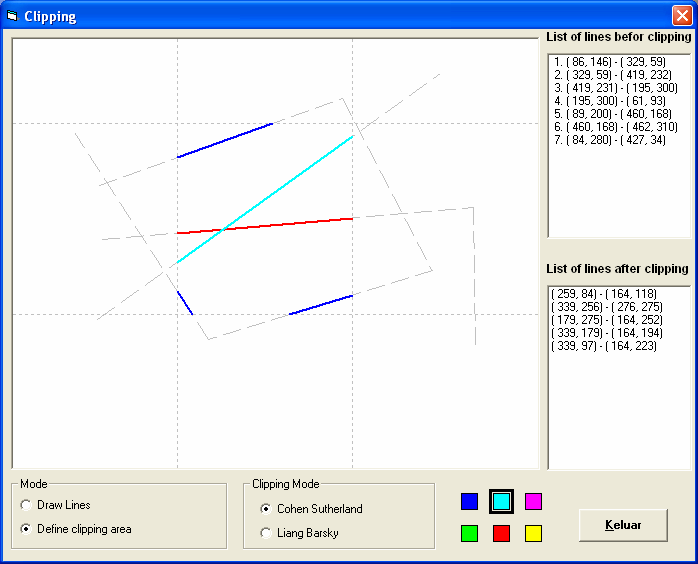 Clipping
List of lines befor clipping
1. ( 86, 146) - ( 329, 59)
2. ( 329, 59) - ( 419, 232)
3. ( 419, 231) - ( 195, 300)
4. ( 195, 300) - ( 61, 93)
5. ( 89, 200) - ( 460, 168)
6. ( 460, 168) - ( 462, 310)
7. ( 84, 280) - ( 427, 34)
List of lines after clipping
( 259, 84) - ( 164, 118)
( 339, 256) - ( 276, 275)
( 179, 275) - ( 164, 252)
( 339, 179) - ( 164, 194)
( 339, 97) - ( 164, 223)
Mode
Draw Lines
Define clipping area
Clipping Mode
Cohen Sutherland
Liang Barsky
Keluar